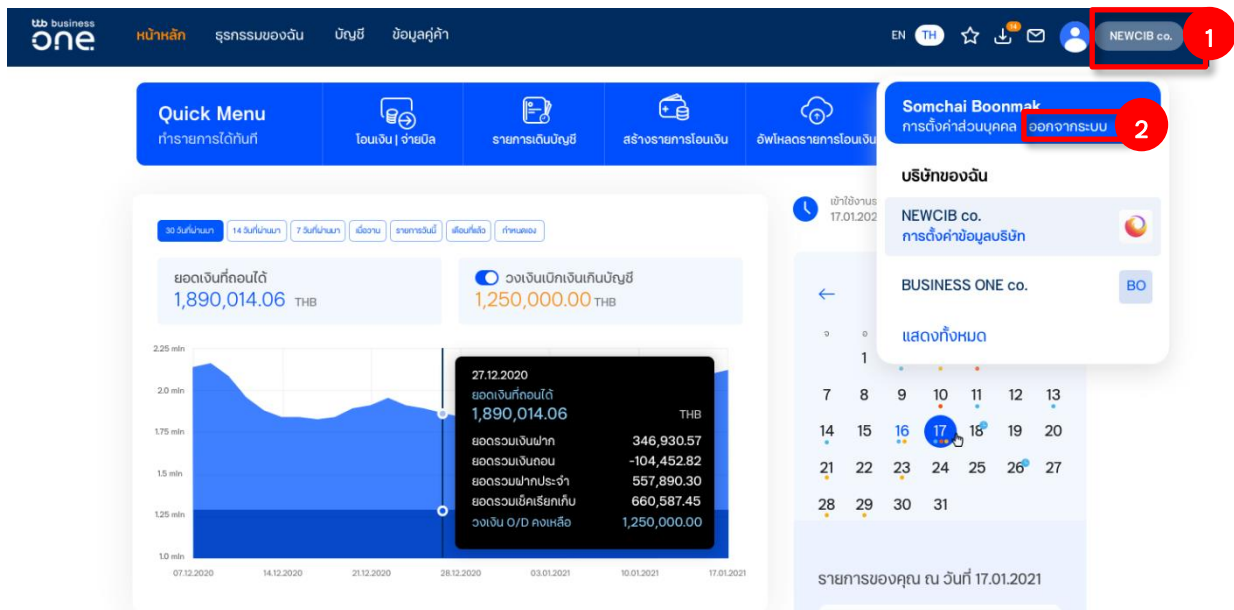 ttb business
one
หน้าหลัก ธุรกรรมของฉัน บัญชี ข้อมูลคู่ค้า
EN TH 14 NEWCIB co. 1
Quick Menu
ทำรายการได้ทันที
โอนเงิน | จ่ายบิล
รายการเดินบัญชี
สร้างรายการโอนเงิน
อัพโหลดรายการโอนเงิน
Somchai Boonmak
การตั้งค่าส่วนบุคคล ออกจากระบบ 2
บริษัทของฉัน
NEWCIB co.
การตั้งค่าข้อมูลบริษัท
BUSINESS ONE co. BO
แสดงทั้งหมด
เข้าใช้งาน
17.01.202
30 วันที่ผ่านมา 14 วันที่ผ่านมา 7 วันที่ผ่านมา เมื่อวาน รายการวันนี้ เดือนที่แล้ว กำหนดเอง
ยอดเงินที่ถอนได้
1,890,014.06 THB
วงเงินเบิกเงินเกินบัญชี
1,250,000.00 THB
2.25 mln
2.0 mln
1.75 mln
1.5 mln
1.25 mln
1.0 mln
07.12.2020 14.12.2020 21.12.2020 28.12.2020 03.01.2021 10.01.2021 17.01.2021
27.12.2020
ยอดเงินที่ถอนได้
1,890,014.06 THB
ยอดรวมเงินฝาก 346,930.57
ยอดรวมเงินถอน -104,452.82
ยอดรวมฝากประจำ 557,890.30
ยอดรวมเช็คเรียกเก็บ 660,587.45
วงเงิน O/D คงเหลือ 1,250,000.00
จ อ
1
7 8 9 10 11 12 13
14 15 16 17 18 19 20
21 22 23 24 25 26 27
28 29 30 31
รายการของคุณ ณ วันที่ 17.01.2021